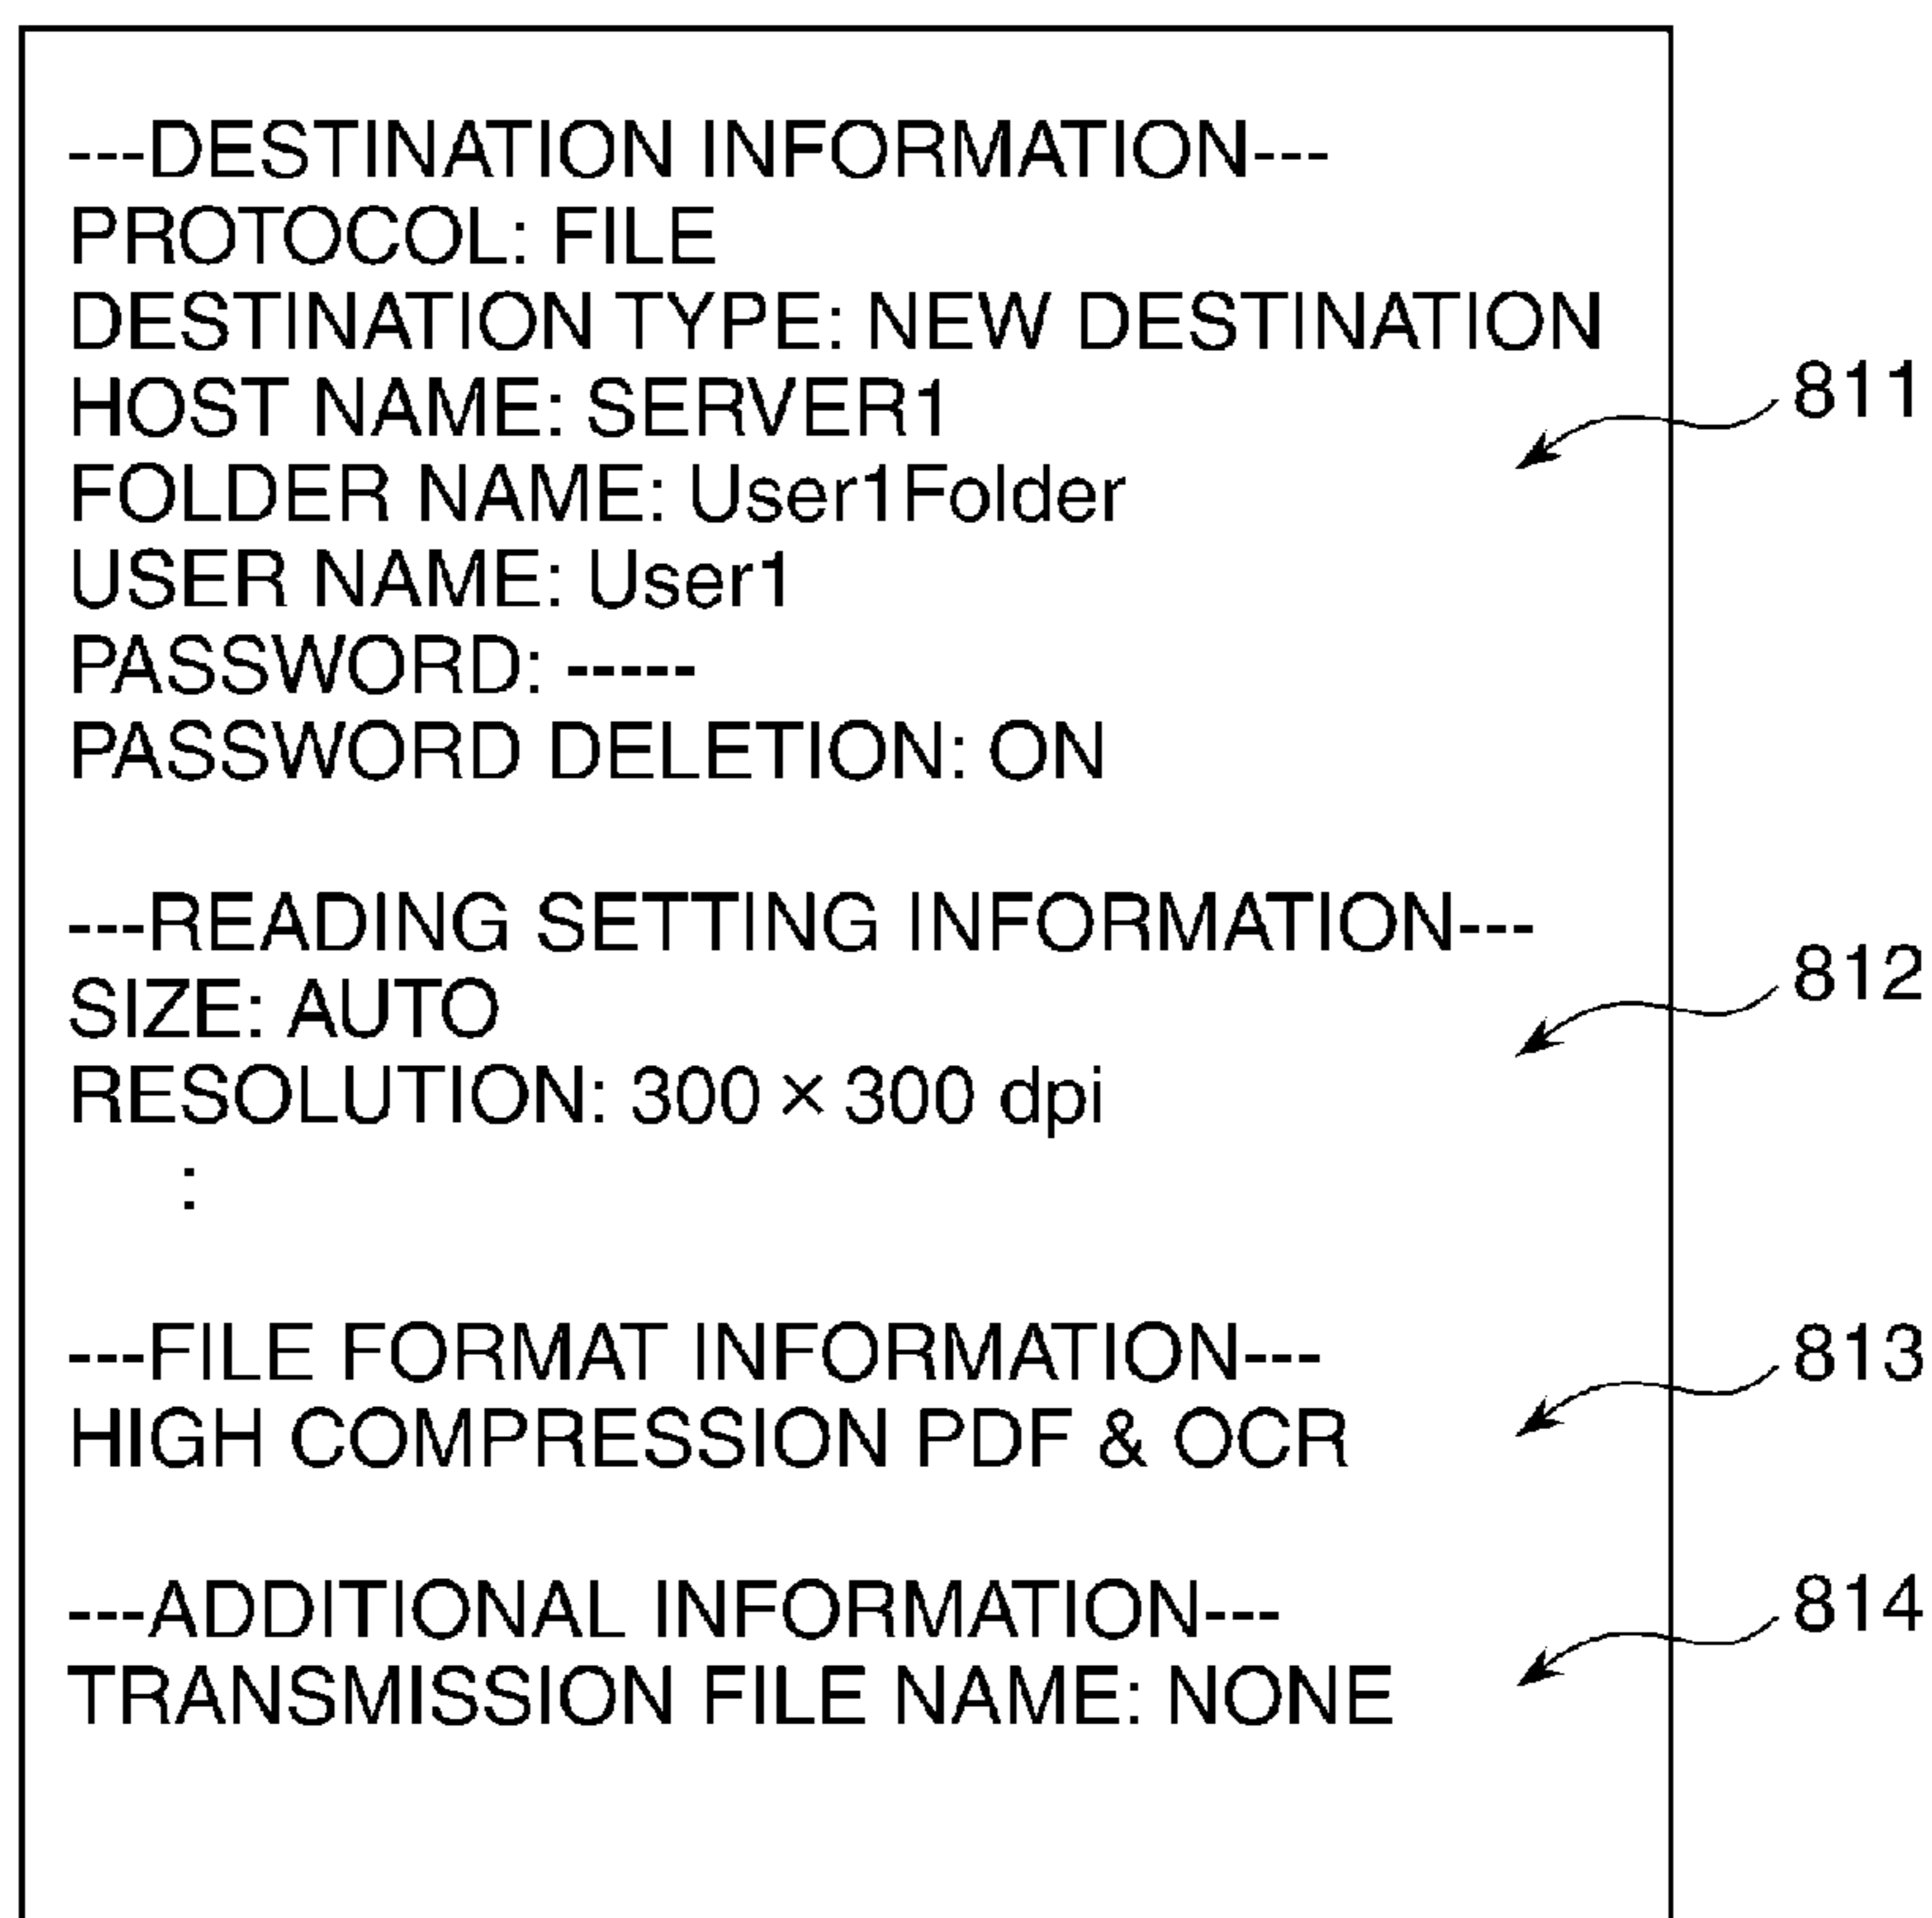 ---DESTINATION INFORMATION---
PROTOCOL: FILE
DESTINATION TYPE: NEW DESTINATION
HOST NAME: SERVER1
811
FOLDER NAME: User1Folder
USER NAME: User1
PASSWORD: -----
PASSWORD DELETION: ON
---READING SETTING INFORMATION---
812
SIZE: AUTO
RESOLUTION: 300 × 300 dpi
:
---FILE FORMAT INFORMATION---
813
HIGH COMPRESSION PDF & OCR
---ADDITIONAL INFORMATION---
814
TRANSMISSION FILE NAME: NONE